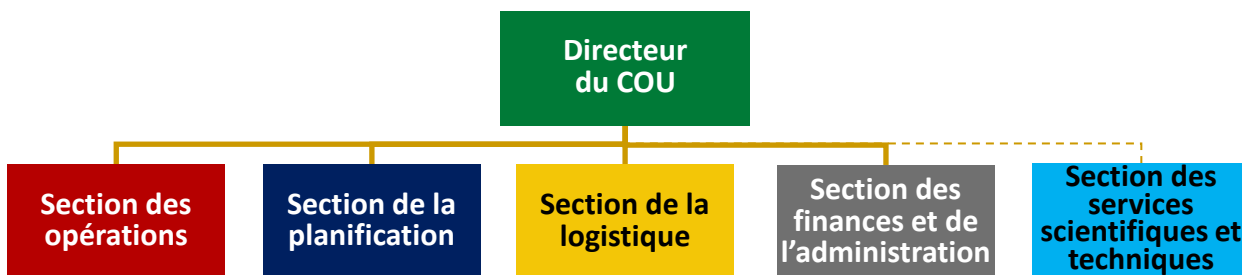 Directeur
du COU
Section des
opérations
Section de la
planification
Section de la
logistique
Section des
finances et de
l’administration
Section des
services
scientifiques et
techniques